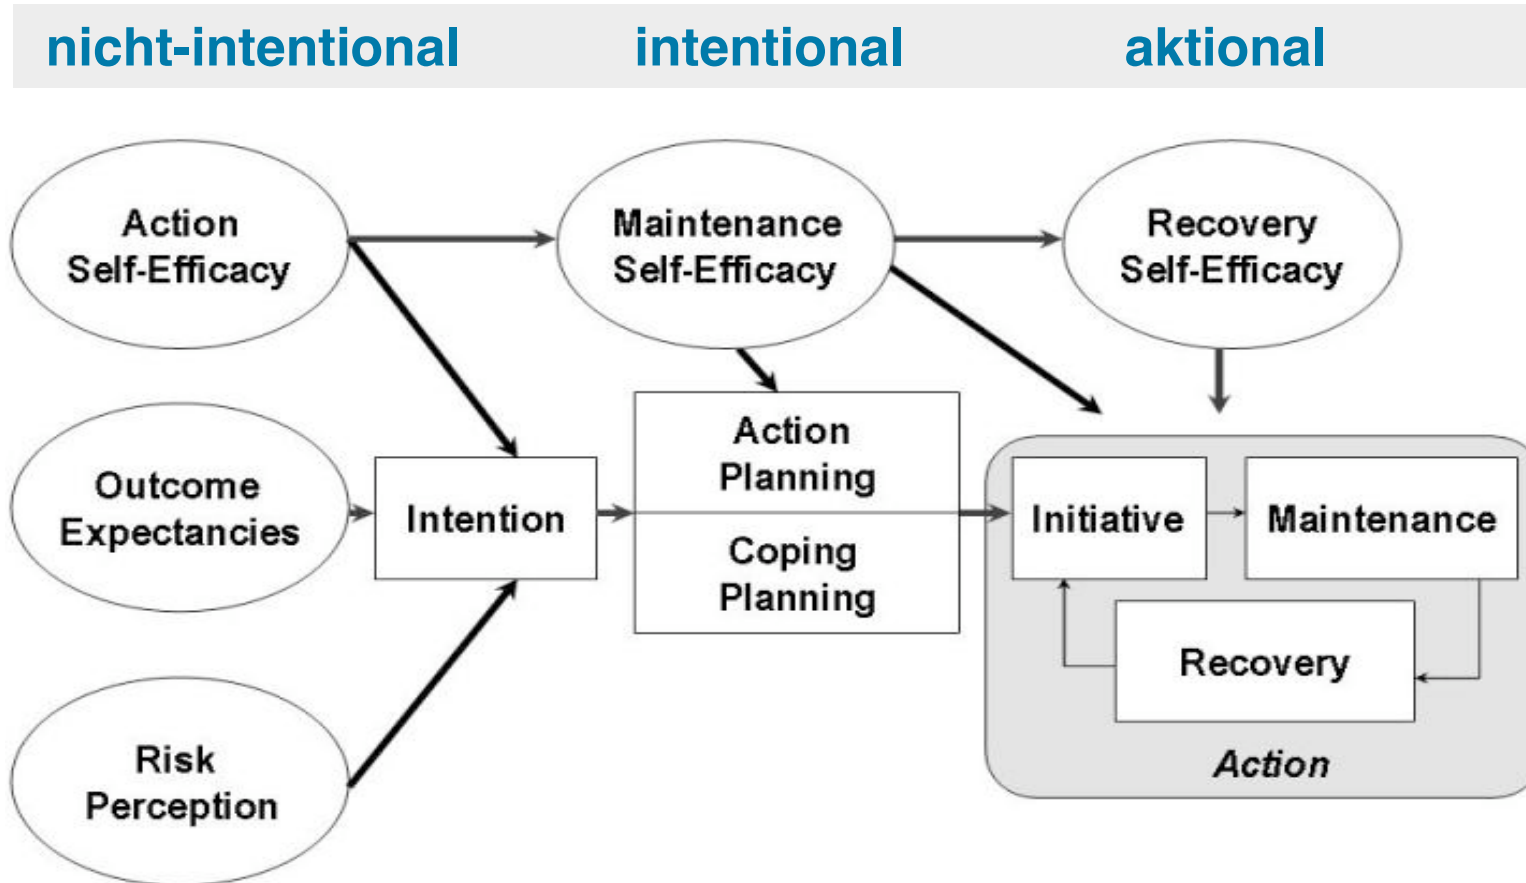 nicht-intentional intentional aktional
Action
Self-Efficacy
Maintenance
Self-Efficacy
Recovery
Self-Efficacy
Outcome
Expectancies
Intention
Action
Planning
Coping
Planning
Initiative
Maintenance
Recovery
Action
Risk
Perception